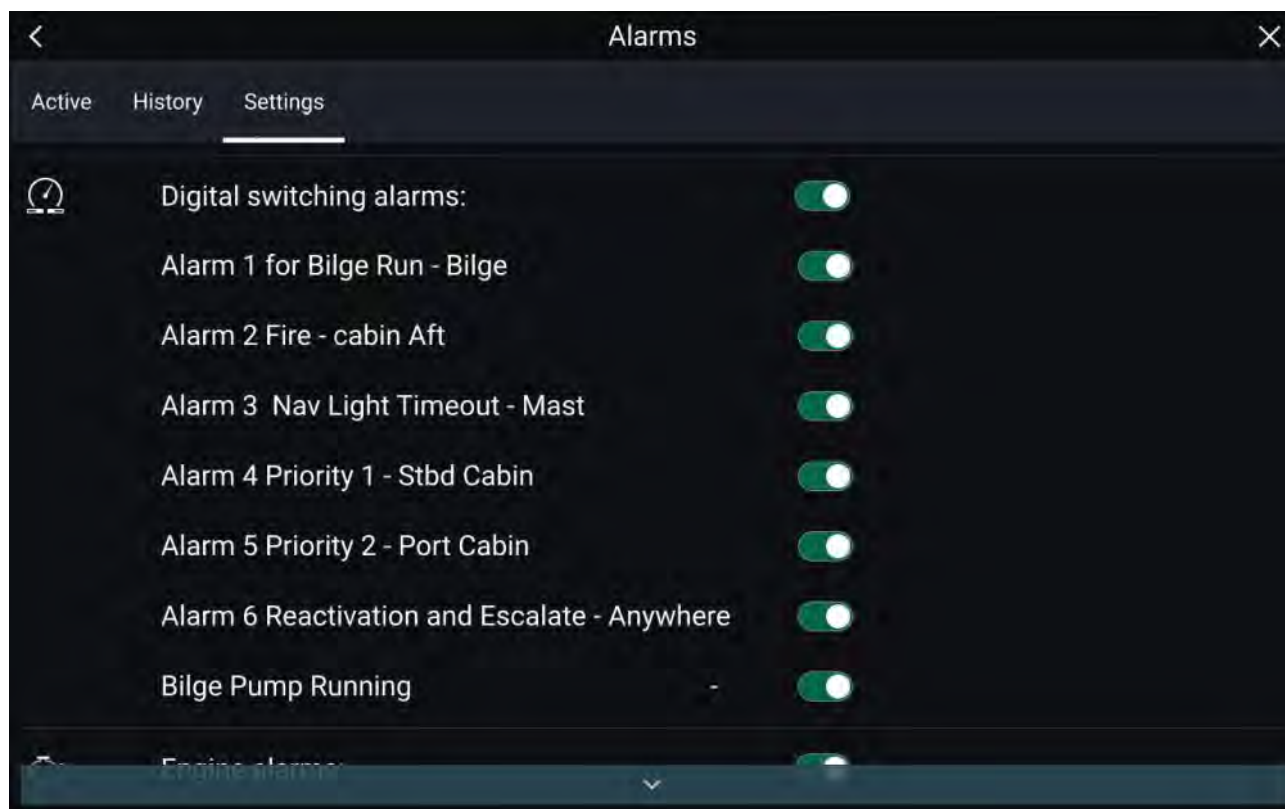 Alarms
Active History Settings
Digital switching alarms:
Alarm 1 for Bilge Run - Bilge
Alarm 2 Fire - cabin Aft
Alarm 3  Nav Light Timeout - Mast
Alarm 4 Priority 1 - Stbd Cabin
Alarm 5 Priority 2 - Port Cabin
Alarm 6 Reactivation and Escalate - Anywhere
Bilge Pump Running -
Engine alarms: